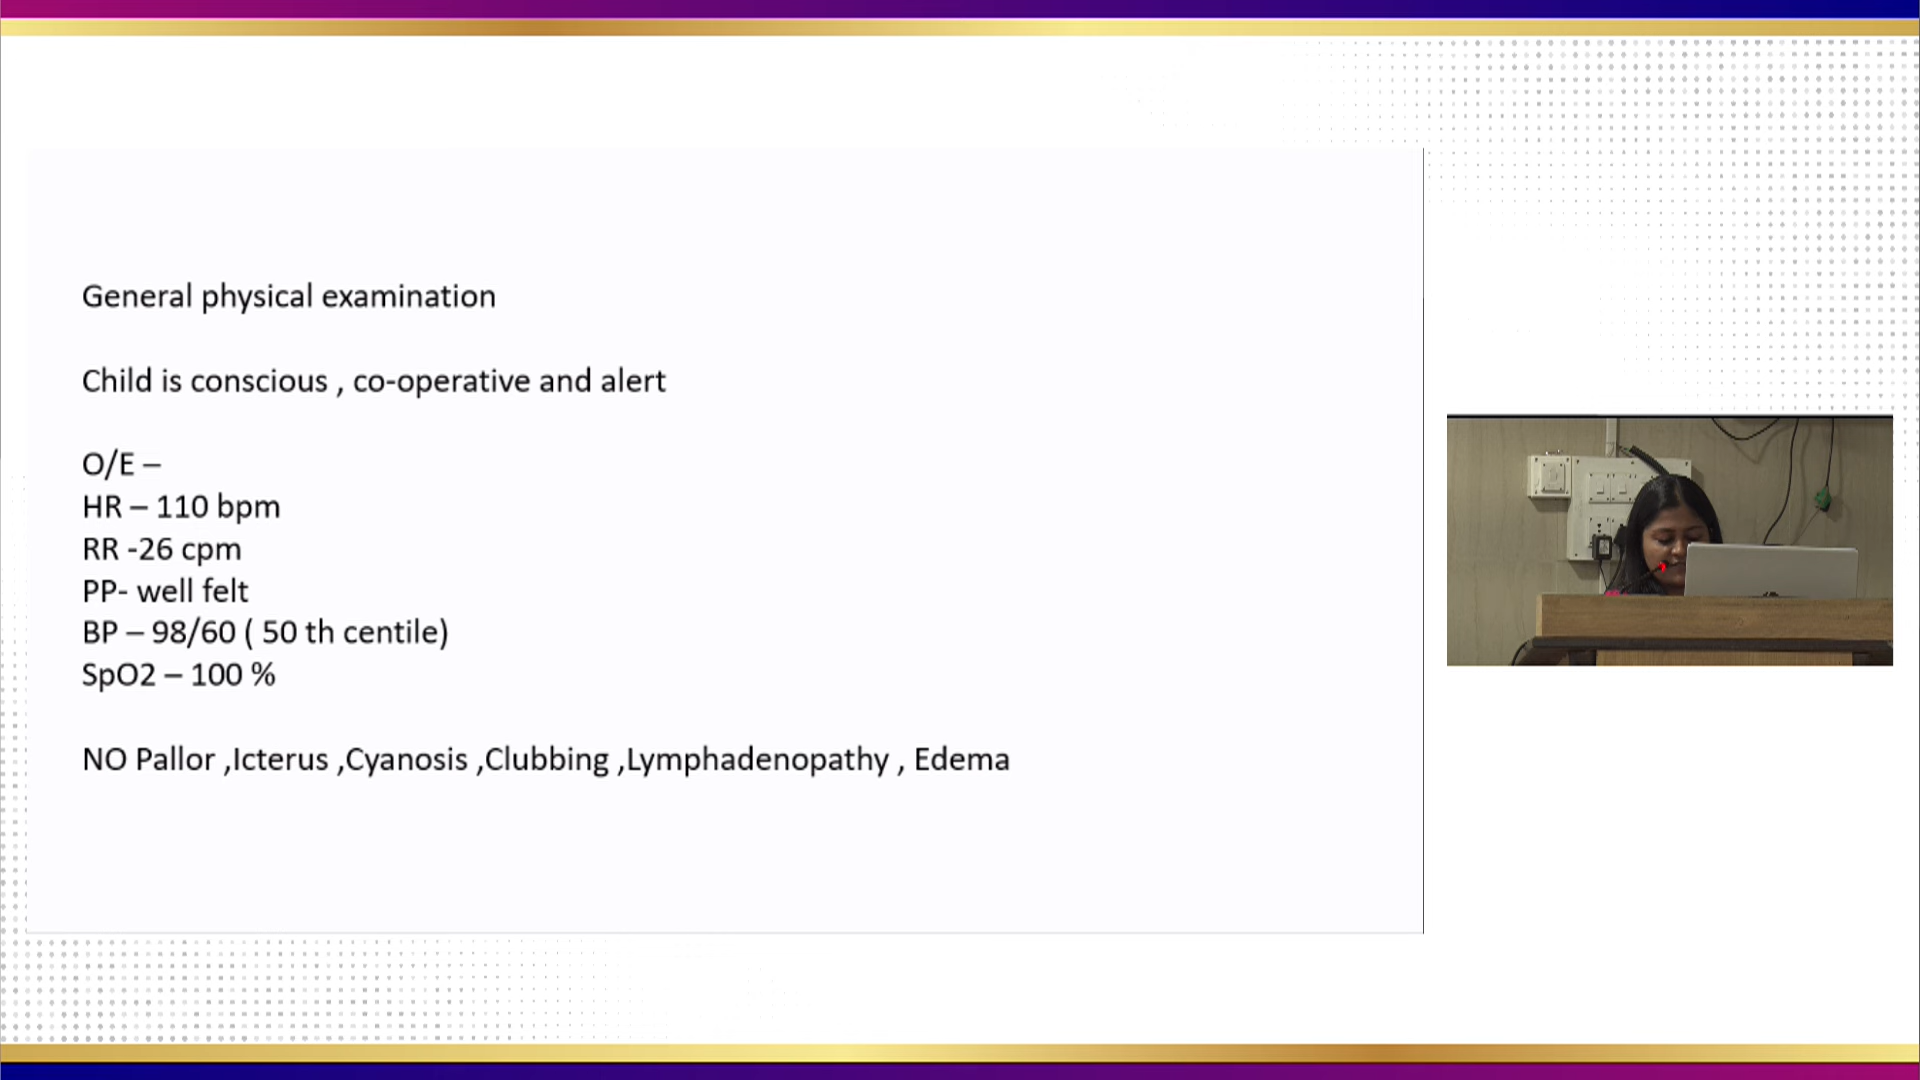 General physical examination
Child is conscious , co-operative and alert
O/E –
HR – 110 bpm
RR -26 cpm
PP- well felt
BP – 98/60 ( 50 th centile)
SpO2 – 100 %
NO Pallor ,Icterus ,Cyanosis ,Clubbing ,Lymphadenopathy , Edema